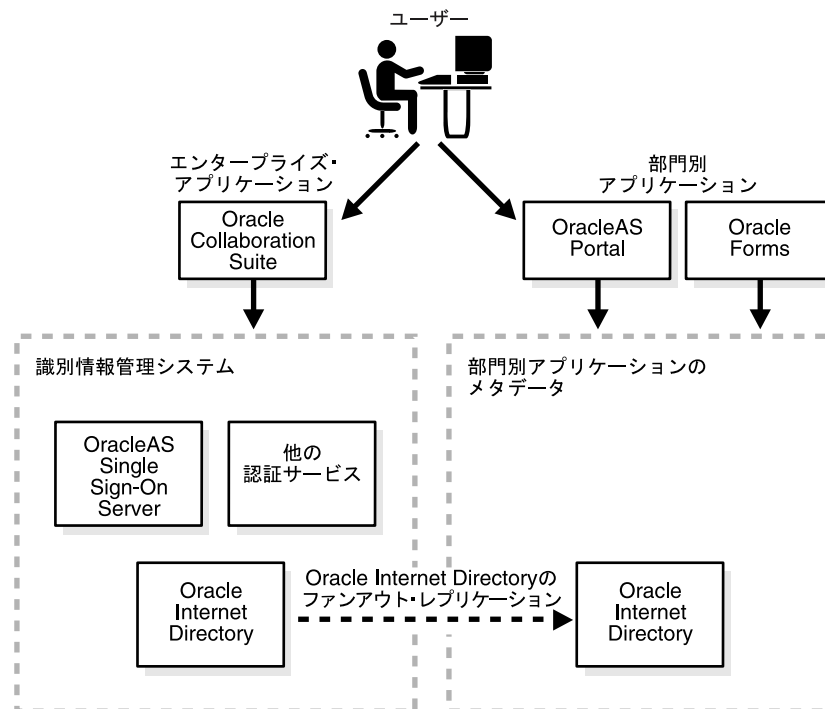 ユーザー
エンタープライズ・
アプリケーション
部門別
アプリケーション
Oracle
Collaboration
Suite
OracleAS
Portal
Oracle
Forms
識別情報管理システム
部門別アプリケーションの
メタデータ
OracleAS
Single
Sign-On
Server
他の
認証サービス
Oracle
Internet
Directory
Oracle Internet Directoryの
ファンアウト・レプリケーション
Oracle
Internet
Directory